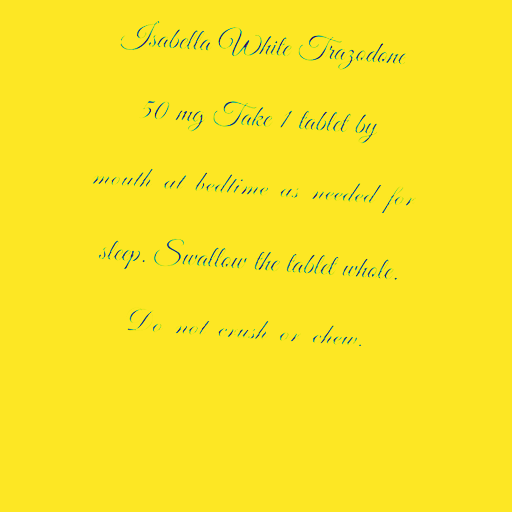 Isabella White Trazodone
50 mg Take 1 tablet by
mouth at bedtime as needed for
sleep. Swallow the tablet whole.
Do not crush or chew.